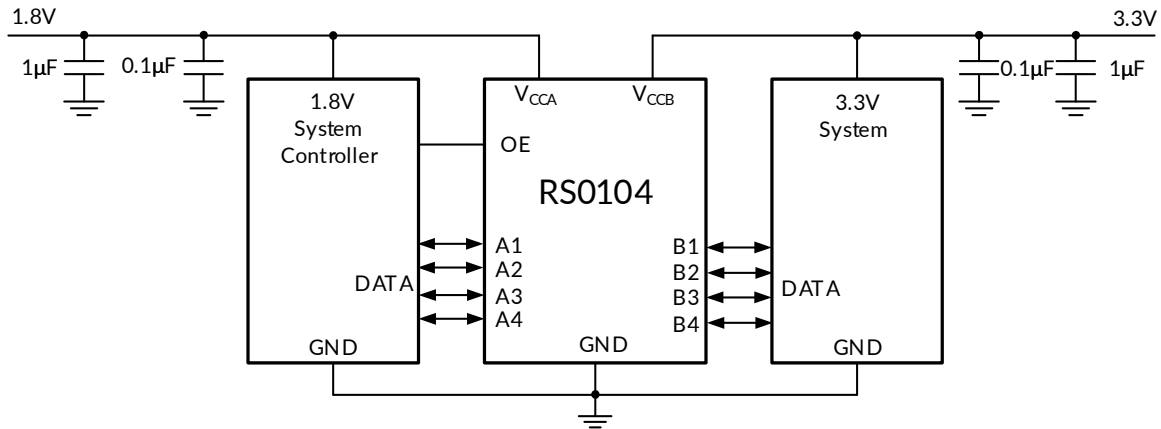 1.8V
3.3V
1µF
0.1µF
0.1µF
1µF
VCCA
VCCB
1.8V
System
Controller
3.3V
System
OE
RS0104
A1
A2
A3
A4
B1
B2
B3
B4
DATA
DATA
GND
GND
GND